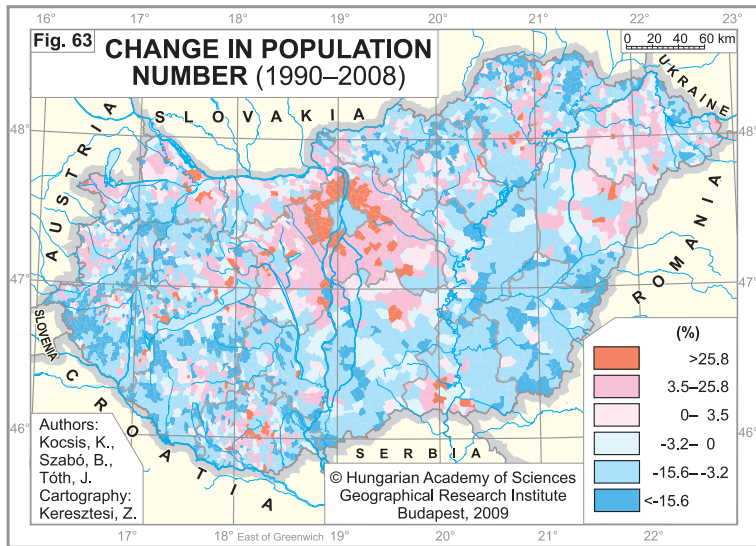 16° 17° 18° 19° 20° 21° 22° 23°
Fig. 63
CHANGE IN POPULATION
NUMBER (1990–2008)
0 20 40 60 km
UKRAINE
SLOVAKIA
AUSTRIA
48° 48°
ROMANIA
47° 47°
SLOVENIA
CROATIA
(%)
>25.8
3.5–25.8
0– 3.5
-3.2– 0
-15.6– -3.2
<-15.6
46° 46°
Authors:
Kocsis, K.,
Szabó, B.,
Tóth, J.
Cartography:
Keresztesi, Z.
SERBIA
© Hungarian Academy of Sciences
Geographical Research Institute
Budapest, 2009
17° 18° East of Greenwich 19° 20° 21° 22°